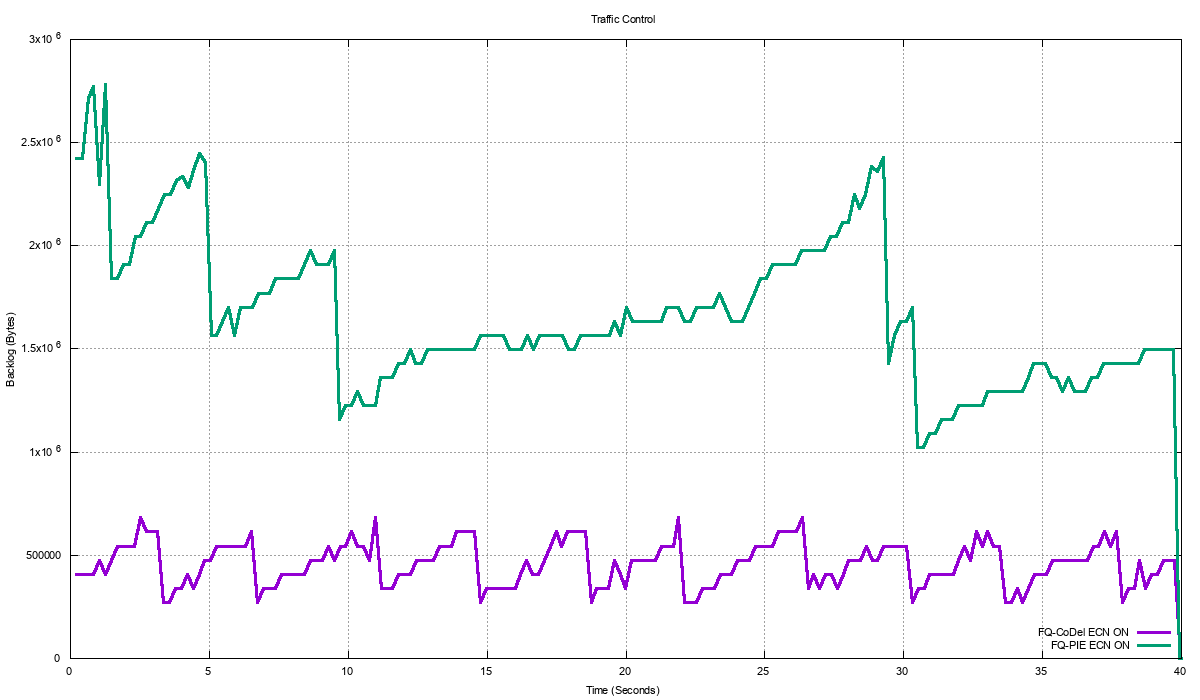 Traffic Control
3x10 6
2.5x10 6
2x10 6
1.5x10 6
1x10 6
500000
0
Backlog (Bytes)
0 5 10 15 20 25 30 35 40
Time (Seconds)
FQ-CoDel ECN ON
FQ-PIE ECN ON